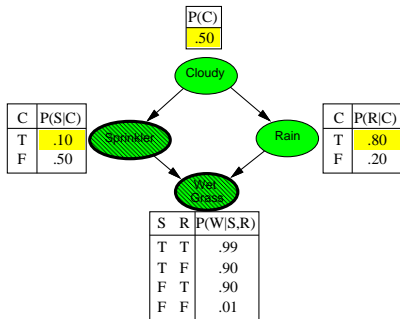 P(C)
.50
Cloudy
C P(S|C)
T .10
F .50
Sprinkler
Rain
C P(R|C)
T .80
F .20
Wet
Grass
S R P(W|S,R)
T T .99
T F .90
F T .90
F F .01